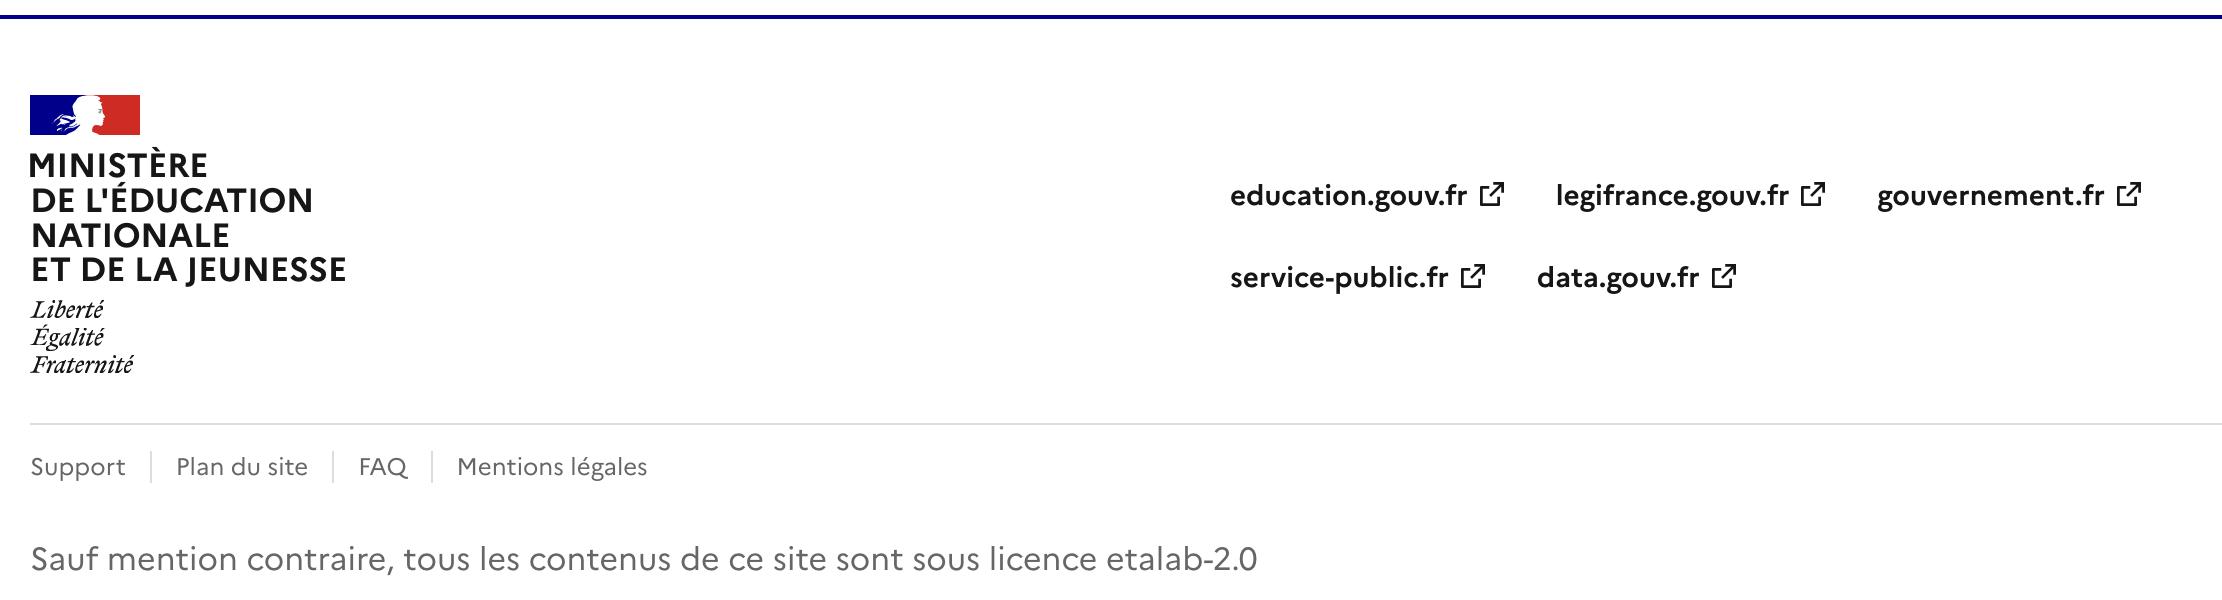 MINISTÈRE
DE L'ÉDUCATION
NATIONALE
ET DE LA JEUNESSE
Liberté
Égalité
Fraternité
education.gouv.fr legifrance.gouv.fr gouvernement.fr
service-public.fr data.gouv.fr
Support Plan du site FAQ Mentions légales
Sauf mention contraire, tous les contenus de ce site sont sous licence etalab-2.0